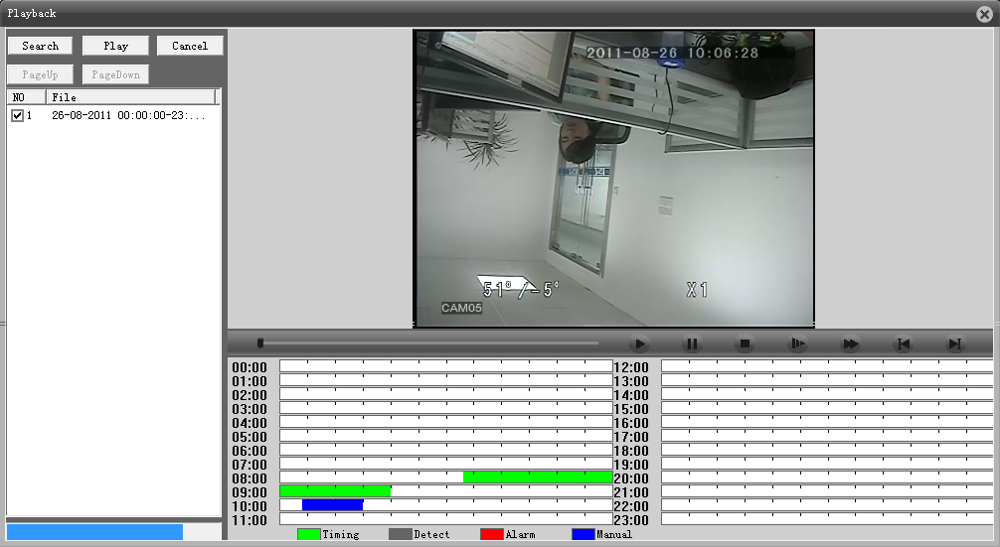 Playback
Search Play Cancel
PageUp PageDown
NO File
1 26-08-2011 00:00:00-23:...
2011-08-26 10:06:28
51° /-5° X1
CAM05
00:00 12:00
01:00 13:00
02:00 14:00
03:00 15:00
04:00 16:00
05:00 17:00
06:00 18:00
07:00 19:00
08:00 20:00
09:00 21:00
10:00 22:00
11:00 23:00
Timing Detect Alarm Manual